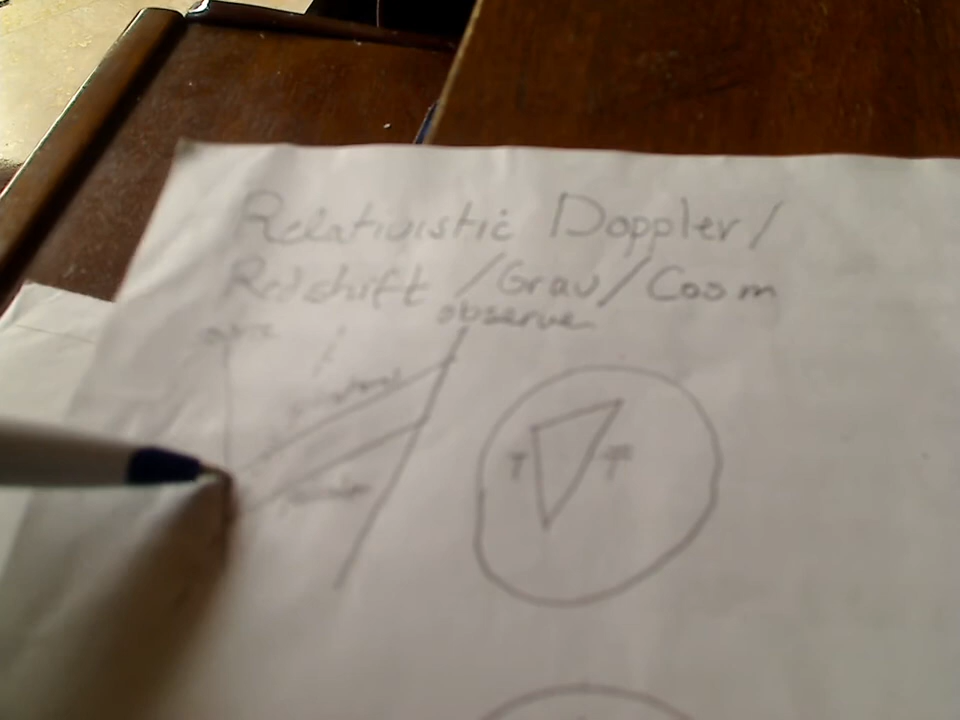 Relativistic Doppler/
Redshift /Grav/Cosm
observe
T T